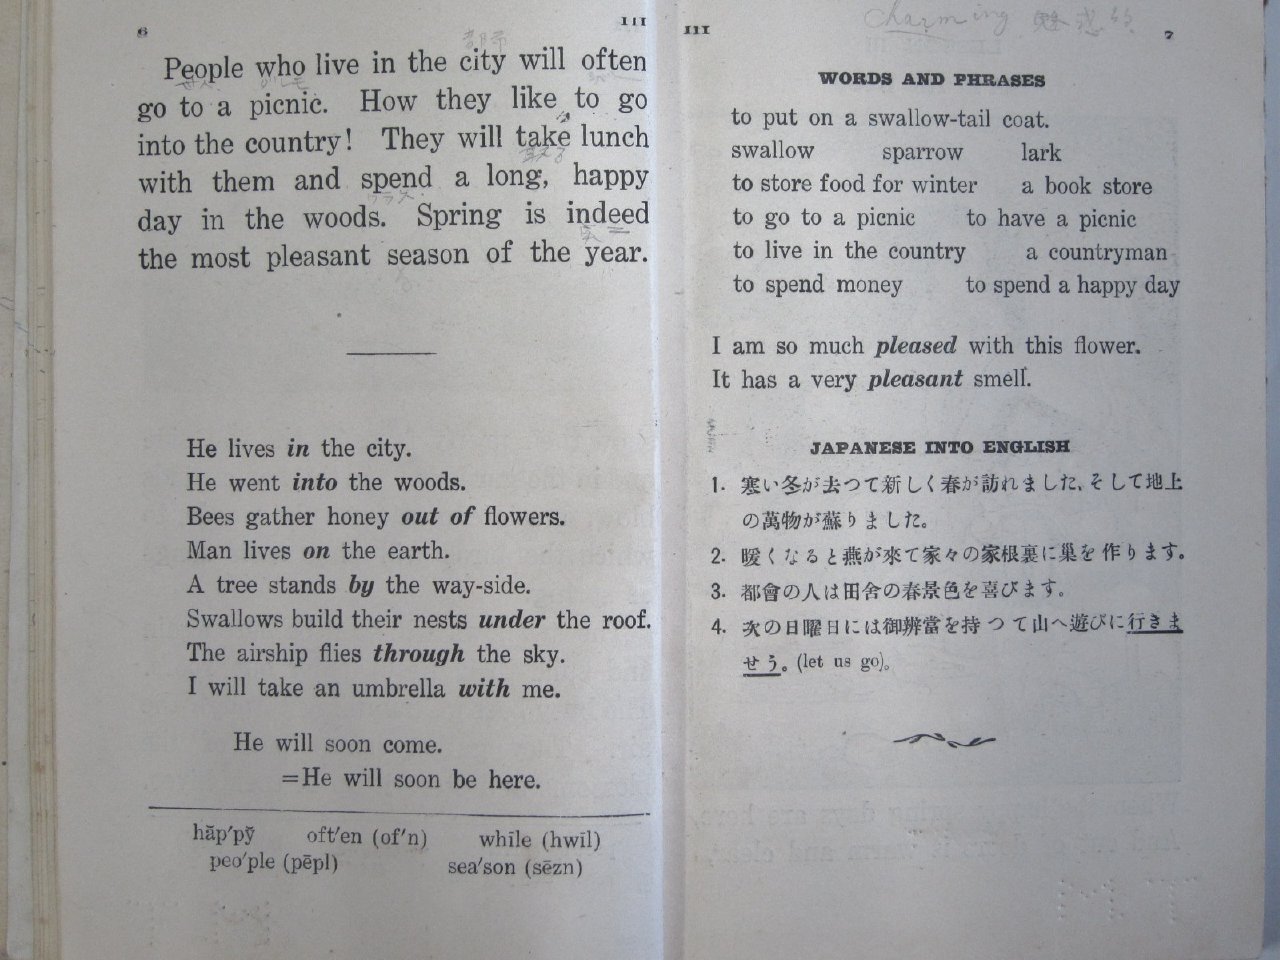 6
III
People who live in the city will often
go to a picnic. How they like to go
into the country! They will take lunch
with them and spend a long, happy
day in the woods. Spring is indeed
the most pleasant season of the year.
He lives in the city.
He went into the woods.
Bees gather honey out of flowers.
Man lives on the earth.
A tree stands by the way-side.
Swallows build their nests under the roof.
The airship flies through the sky.
I will take an umbrella with me.
He will soon come.
=He will soon be here.
hăp′pў oft′en (of′n) whīle (hwīl)
peo′ple (pēpl) sea′son (sēzn)
III
charming 魅惑的
7
WORDS AND PHRASES
to put on a swallow-tail coat.
swallow sparrow lark
to store food for winter a book store
to go to a picnic to have a picnic
to live in the country a countryman
to spend money to spend a happy day
I am so much pleased with this flower.
It has a very pleasant smell.
JAPANESE INTO ENGLISH
1. 寒い冬が去つて新しく春が訪れました、そして地上
の萬物が蘇りました。
2. 暖くなると燕が來て家々の家根裏に巣を作ります。
3. 都會の人は田舎の春景色を喜びます。
4. 次の日曜日には御辨當を持つて山へ遊びに行きま
せう。(let us go)。